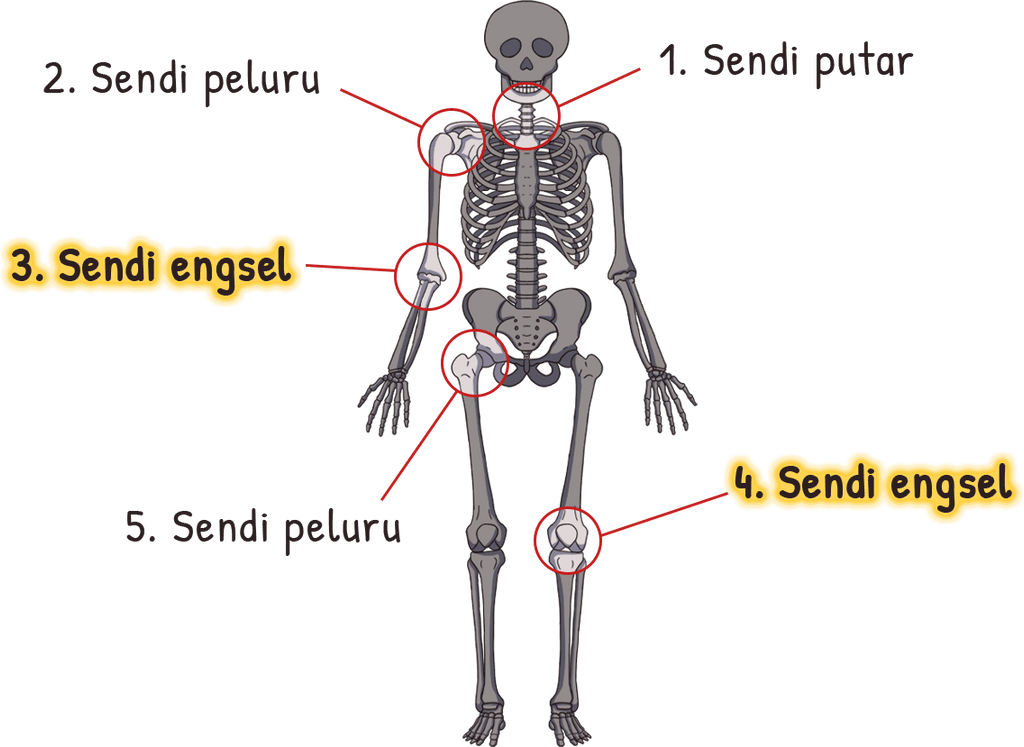 1. Sendi putar
2. Sendi peluru
3. Sendi engsel
4. Sendi engsel
5. Sendi peluru